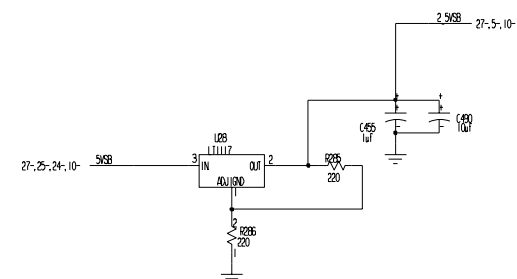 2_5VSB 27-,5-,10-
+ +
C455 C490
1uf 10uf
- -
U28
LT1117
27-,25-,24-,10- 5VSB 3 IN OUT 2 R285
220
ADJ|GND
1
2
R286
220
1